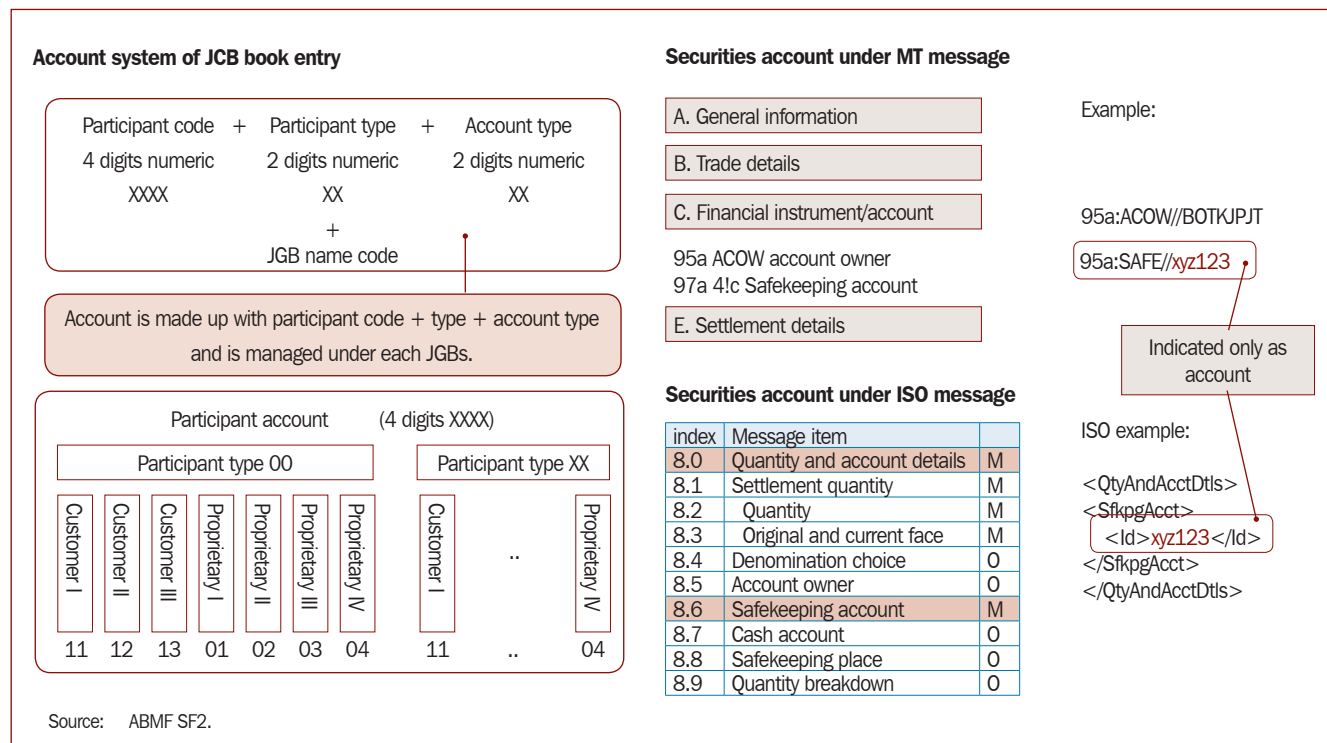 Account system of JCB book entry
Participant code + Participant type + Account type
4 digits numeric 2 digits numeric 2 digits numeric
XXXX XX XX
+
JGB name code
Account is made up with participant code + type + account type
and is managed under each JGBs.
Participant account (4 digits XXXX)
Participant type 00 Participant type XX
Customer I
Customer II
Customer III
Proprietary I
Proprietary II
Proprietary III
Proprietary IV
Customer I
..
Proprietary IV
11 12 13 01 02 03 04 11 .. 04
Source: ABMF SF2.
Securities account under MT message
A. General information
B. Trade details
C. Financial instrument/account
95a ACOW account owner
97a 4!c Safekeeping account
E. Settlement details
Securities account under ISO message
index Message item
8.0 Quantity and account details M
8.1 Settlement quantity M
8.2 Quantity M
8.3 Original and current face M
8.4 Denomination choice O
8.5 Account owner O
8.6 Safekeeping account M
8.7 Cash account O
8.8 Safekeeping place O
8.9 Quantity breakdown O
Example:
95a:ACOW//BOTKJPJT
95a:SAFE//xyz123
Indicated only as
account
ISO example:
<QtyAndAcctDtls>
<SfkpgAcct>
<Id>xyz123</Id>
</SfkpgAcct>
</QtyAndAcctDtls>